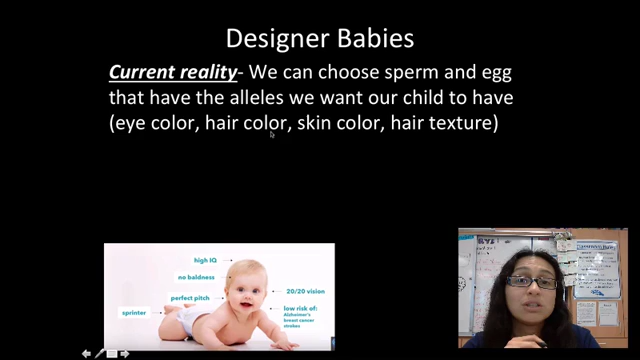 Designer Babies
Current reality- We can choose sperm and egg
that have the alleles we want our child to have
(eye color, hair color, skin color, hair texture)
high IQ
no baldness
perfect pitch
sprinter
20/20 vision
low risk of:
Alzheimer's
breast cancer
strokes